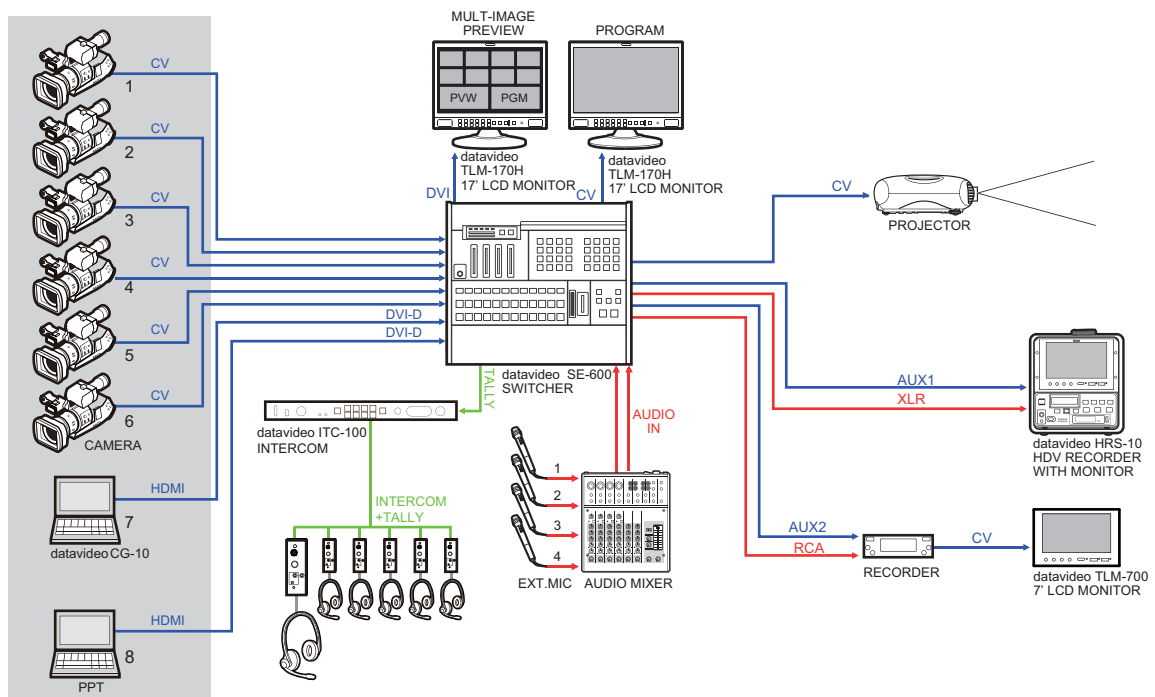 MULT-IMAGE
PREVIEW
PROGRAM
PVW
PGM
datavideo
TLM-170H
17' LCD MONITOR
datavideo
TLM-170H
17' LCD MONITOR
DVI
CV
CV
1
CV
2
CV
3
CV
4
CV
5
CV
6
CAMERA
HDMI
7
datavideo CG-10
HDMI
8
PPT
DVI-D
DVI-D
datavideo SE-600
SWITCHER
TALLY
datavideo ITC-100
INTERCOM
INTERCOM
+TALLY
AUDIO
IN
1
2
3
4
EXT.MIC
AUDIO MIXER
CV
PROJECTOR
AUX1
XLR
datavideo HRS-10
HDV RECORDER
WITH MONITOR
AUX2
RCA
RECORDER
CV
datavideo TLM-700
7' LCD MONITOR